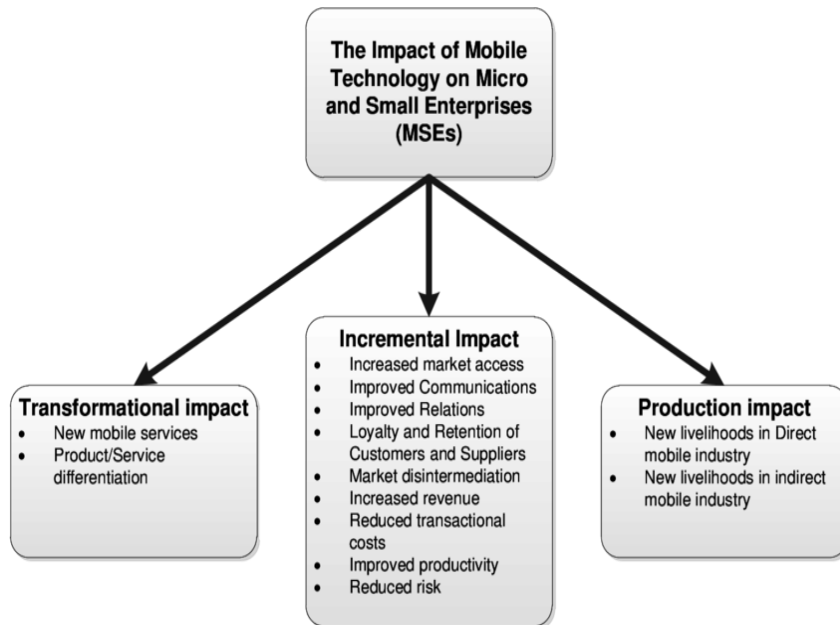 The Impact of Mobile
Technology on Micro
and Small Enterprises
(MSEs)
Transformational impact
• New mobile services
• Product/Service
differentiation
Incremental Impact
• Increased market access
• Improved Communications
• Improved Relations
• Loyalty and Retention of
Customers and Suppliers
• Market disintermediation
• Increased revenue
• Reduced transactional
costs
• Improved productivity
• Reduced risk
Production impact
• New livelihoods in Direct
mobile industry
• New livelihoods in indirect
mobile industry